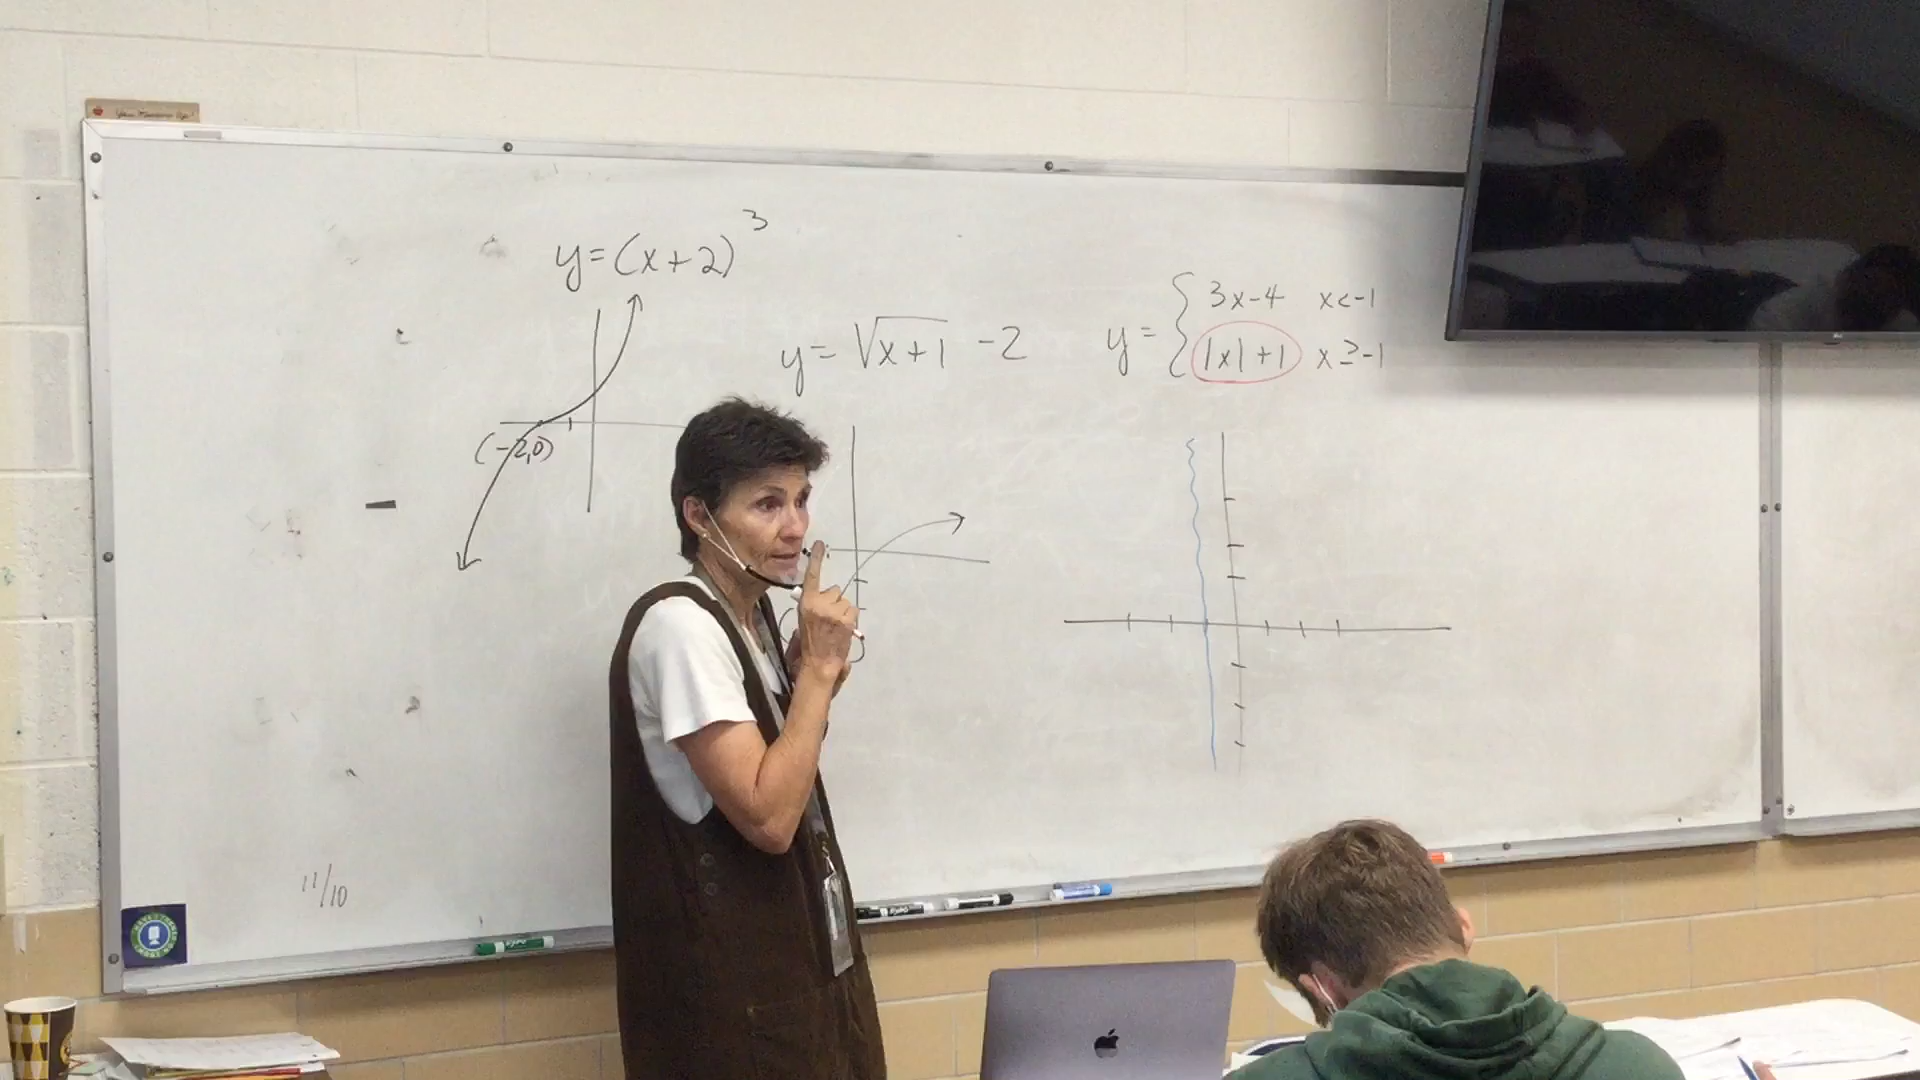 y=(x+2)³
(-2,0)
y=√x+1 -2
y={ 3x-4 x<-1
|x|+1 x≥-1
11/10